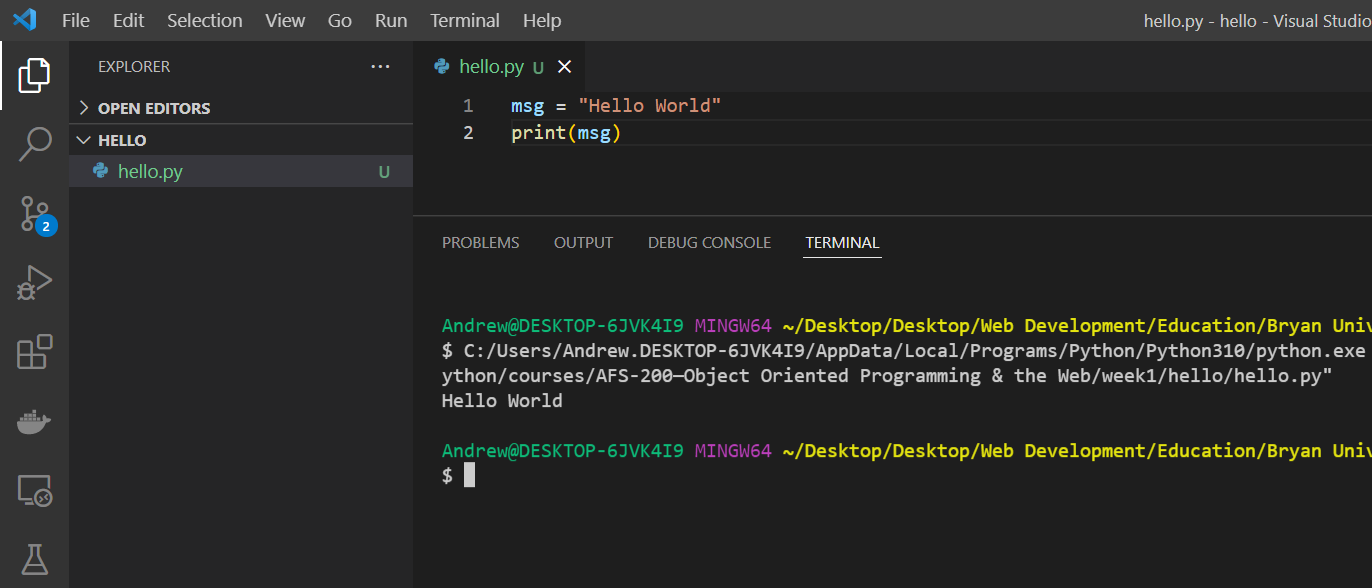 File Edit Selection View Go Run Terminal Help hello.py - hello - Visual Studio
EXPLORER ...
OPEN EDITORS
HELLO
hello.py U
2
hello.py U
1 msg = "Hello World"
2 print(msg)
PROBLEMS OUTPUT DEBUG CONSOLE TERMINAL
Andrew@DESKTOP-6JVK4I9 MINGW64 ~/Desktop/Desktop/Web Development/Education/Bryan Univ
$ C:/Users/Andrew.DESKTOP-6JVK4I9/AppData/Local/Programs/Python/Python310/python.exe
ython/courses/AFS-200—Object Oriented Programming & the Web/week1/hello/hello.py"
Hello World
Andrew@DESKTOP-6JVK4I9 MINGW64 ~/Desktop/Desktop/Web Development/Education/Bryan Univ
$